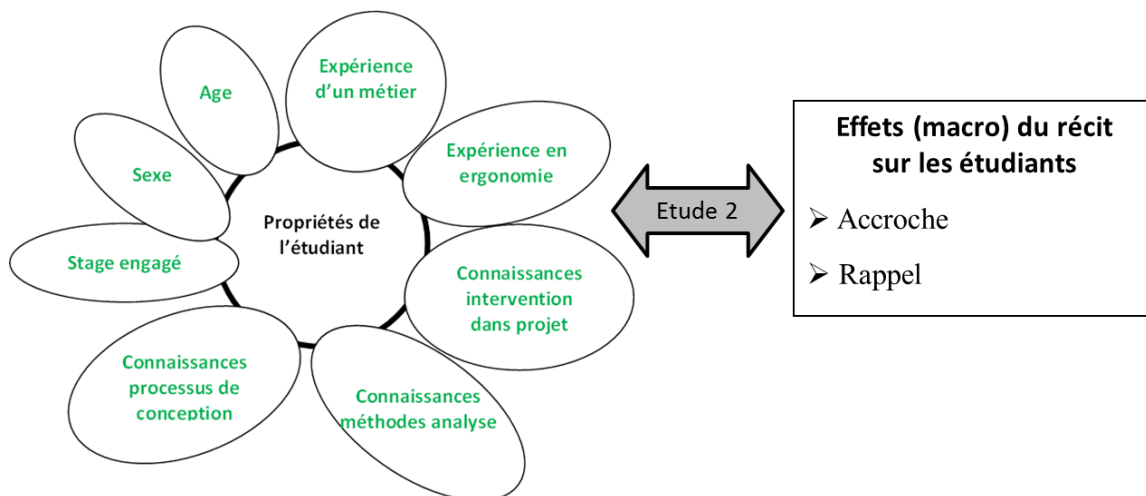 Age
Expérience
d’un métier
Expérience en
ergonomie
Sexe
Propriétés de
l’étudiant
Stage engagé
Connaissances
intervention
dans projet
Connaissances
processus de
conception
Connaissances
méthodes analyse
Etude 2
Effets (macro) du récit
sur les étudiants
➢ Accroche
➢ Rappel